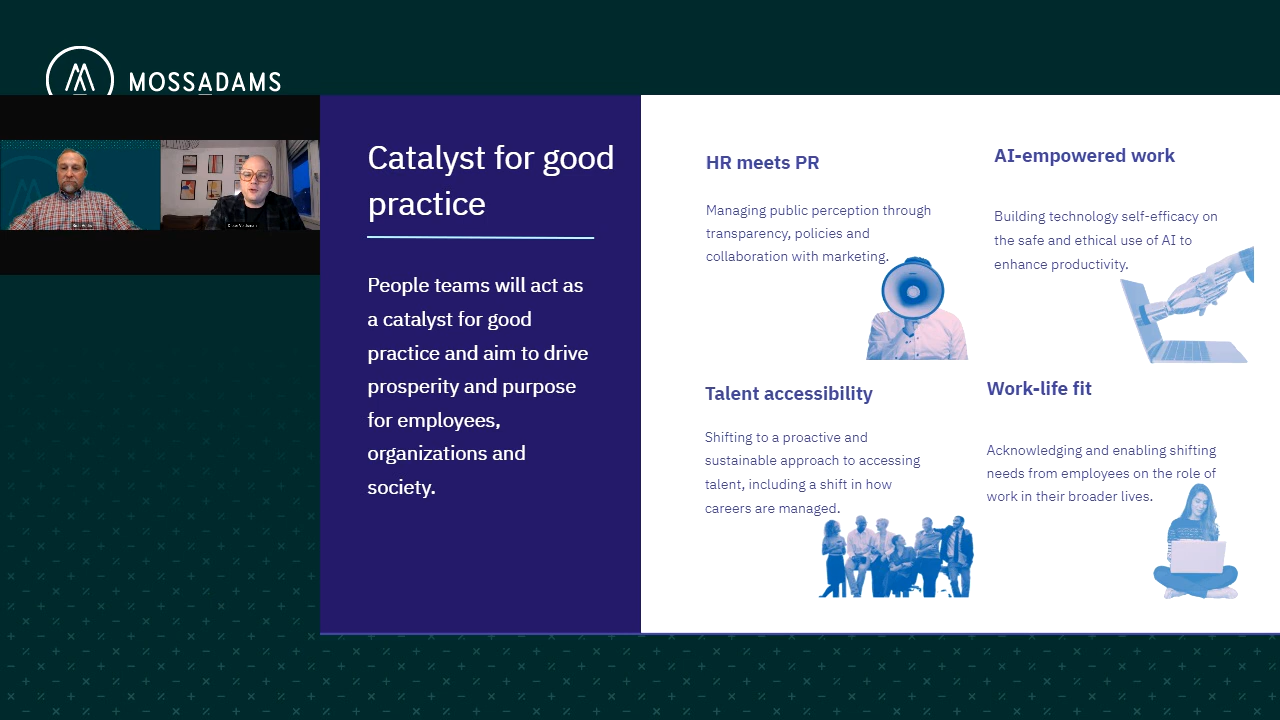 MOSSADAMS
Catalyst for good
practice
People teams will act as
a catalyst for good
practice and aim to drive
prosperity and purpose
for employees,
organizations and
society.
HR meets PR
Managing public perception through
transparency, policies and
collaboration with marketing.
AI-empowered work
Building technology self-efficacy on
the safe and ethical use of AI to
enhance productivity.
Talent accessibility
Shifting to a proactive and
sustainable approach to accessing
talent, including a shift in how
careers are managed.
Work-life fit
Acknowledging and enabling shifting
needs from employees on the role of
work in their broader lives.